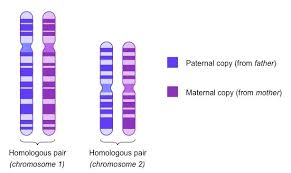 Paternal copy (from father)
Maternal copy (from mother)
Homologous pair
(chromosome 1)
Homologous pair
(chromosome 2)